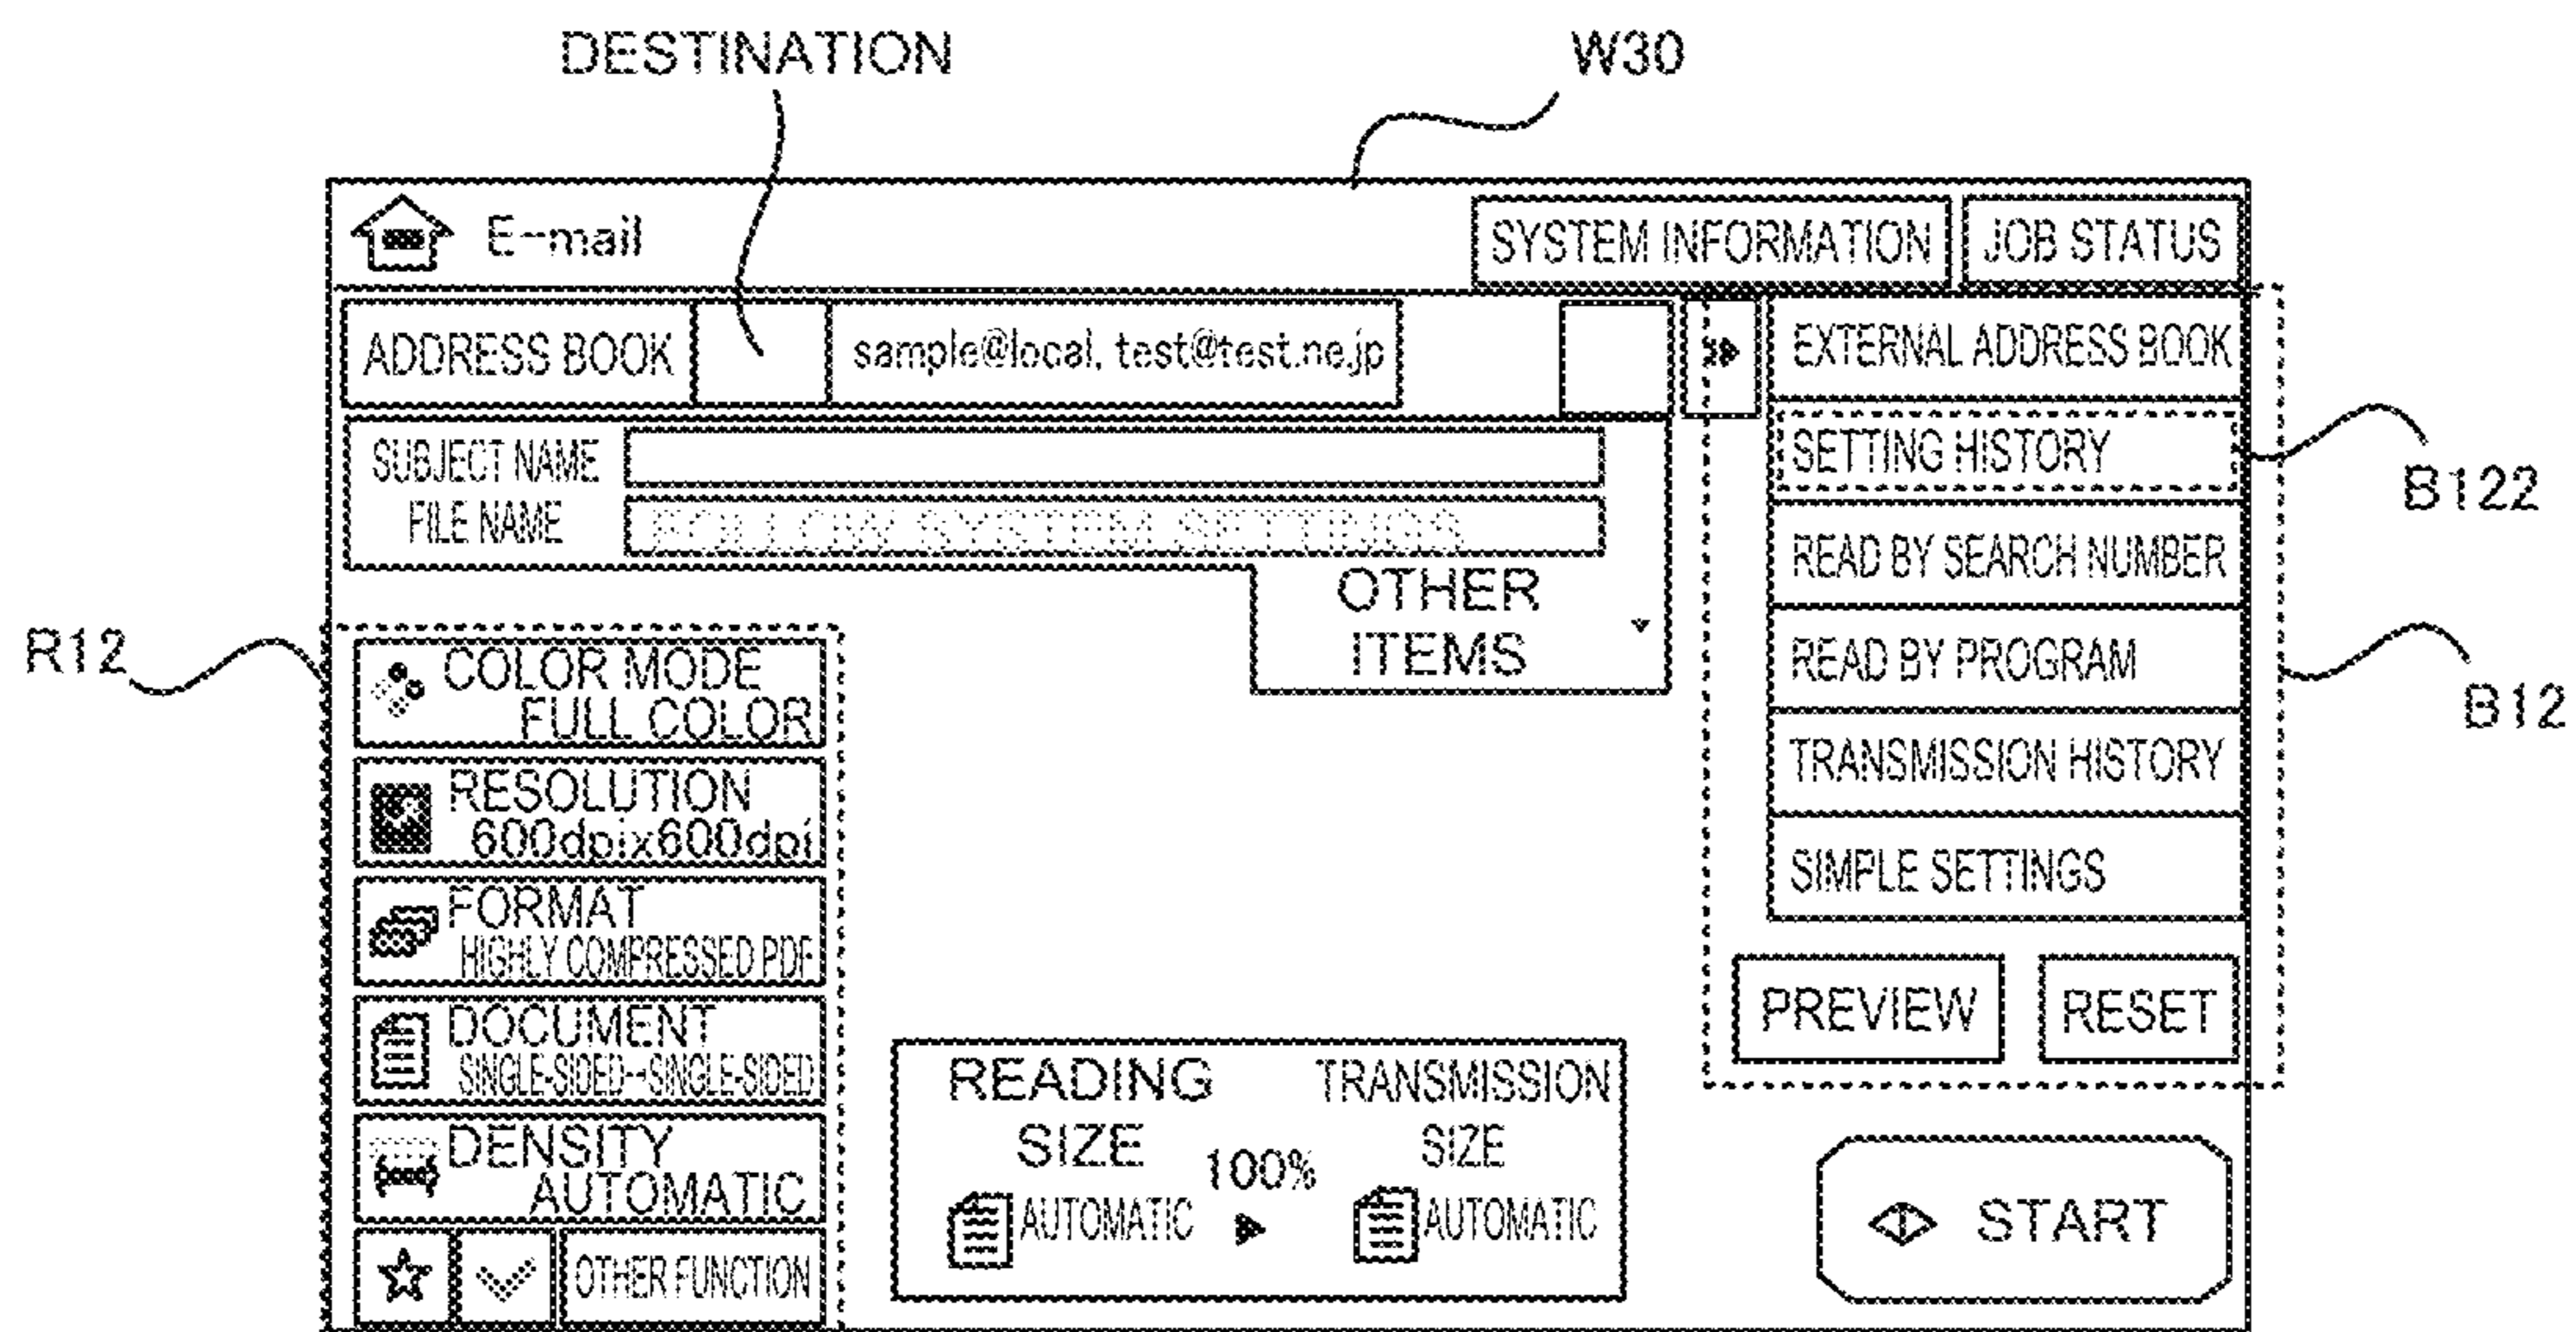 DESTINATION
W30
E-mail
SYSTEM INFORMATION
JOB STATUS
ADDRESS BOOK
sample@local, test@test.ne.jp
EXTERNAL ADDRESS BOOK
SUBJECT NAME
SETTING HISTORY
B122
FILE NAME
FOLLOW SYSTEM SETTINGS
READ BY SEARCH NUMBER
OTHER
ITEMS
R12
READ BY PROGRAM
B12
COLOR MODE
FULL COLOR
TRANSMISSION HISTORY
RESOLUTION
600dpix600dpi
SIMPLE SETTINGS
FORMAT
HIGHLY COMPRESSED PDF
PREVIEW
RESET
DOCUMENT
SINGLE-SIDED→SINGLE-SIDED
READING
SIZE
TRANSMISSION
SIZE
100%
AUTOMATIC
AUTOMATIC
DENSITY
AUTOMATIC
START
OTHER FUNCTION